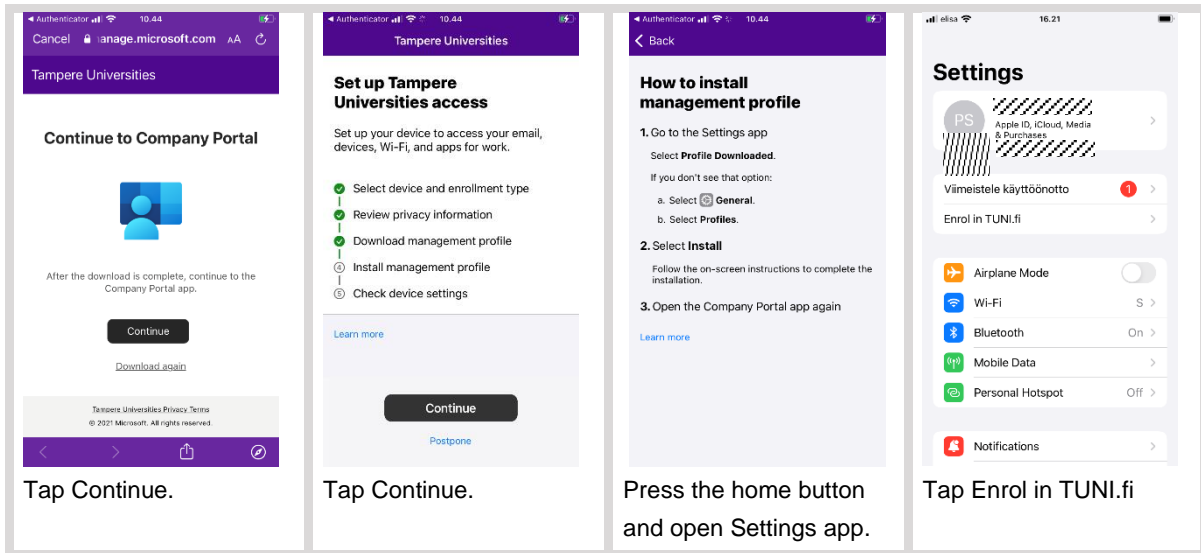 Authenticator 10.44
Cancel anage.microsoft.com AA
Tampere Universities
Continue to Company Portal
After the download is complete, continue to the
Company Portal app.
Continue
Download again
Tampere Universities Privacy Terms
© 2021 Microsoft. All rights reserved.
Tap Continue.
Authenticator 10.44
Tampere Universities
Set up Tampere
Universities access
Set up your device to access your email,
devices, Wi-Fi, and apps for work.
Select device and enrollment type
Review privacy information
Download management profile
4 Install management profile
5 Check device settings
Learn more
Continue
Postpone
Tap Continue.
Authenticator 10.44
Back
How to install
management profile
1. Go to the Settings app
Select Profile Downloaded.
If you don't see that option:
a. Select General.
b. Select Profiles.
2. Select Install
Follow the on-screen instructions to complete the
installation.
3. Open the Company Portal app again
Learn more
Press the home button
and open Settings app.
elisa 16.21
Settings
PS
Apple ID, iCloud, Media
& Purchases
Viimeistele käyttöönotto 1
Enrol in TUNI.fi
Airplane Mode
Wi-Fi S
Bluetooth On
Mobile Data
Personal Hotspot Off
Notifications
Tap Enrol in TUNI.fi